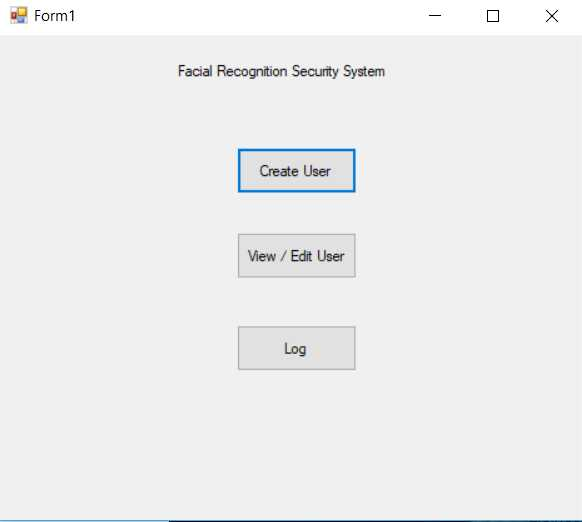 Form1
Facial Recognition Security System
Create User
View / Edit User
Log